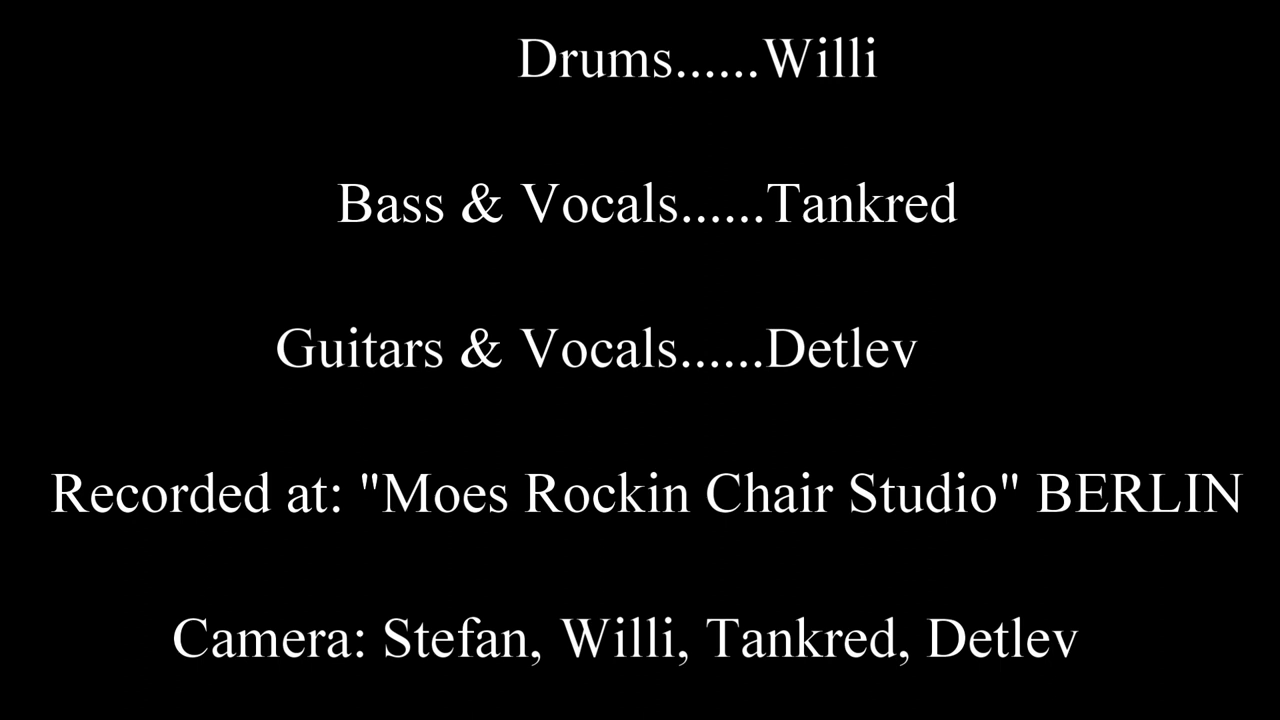 Drums......Willi
Bass & Vocals......Tankred
Guitars & Vocals......Detlev
Recorded at: "Moes Rockin Chair Studio" BERLIN
Camera: Stefan, Willi, Tankred, Detlev